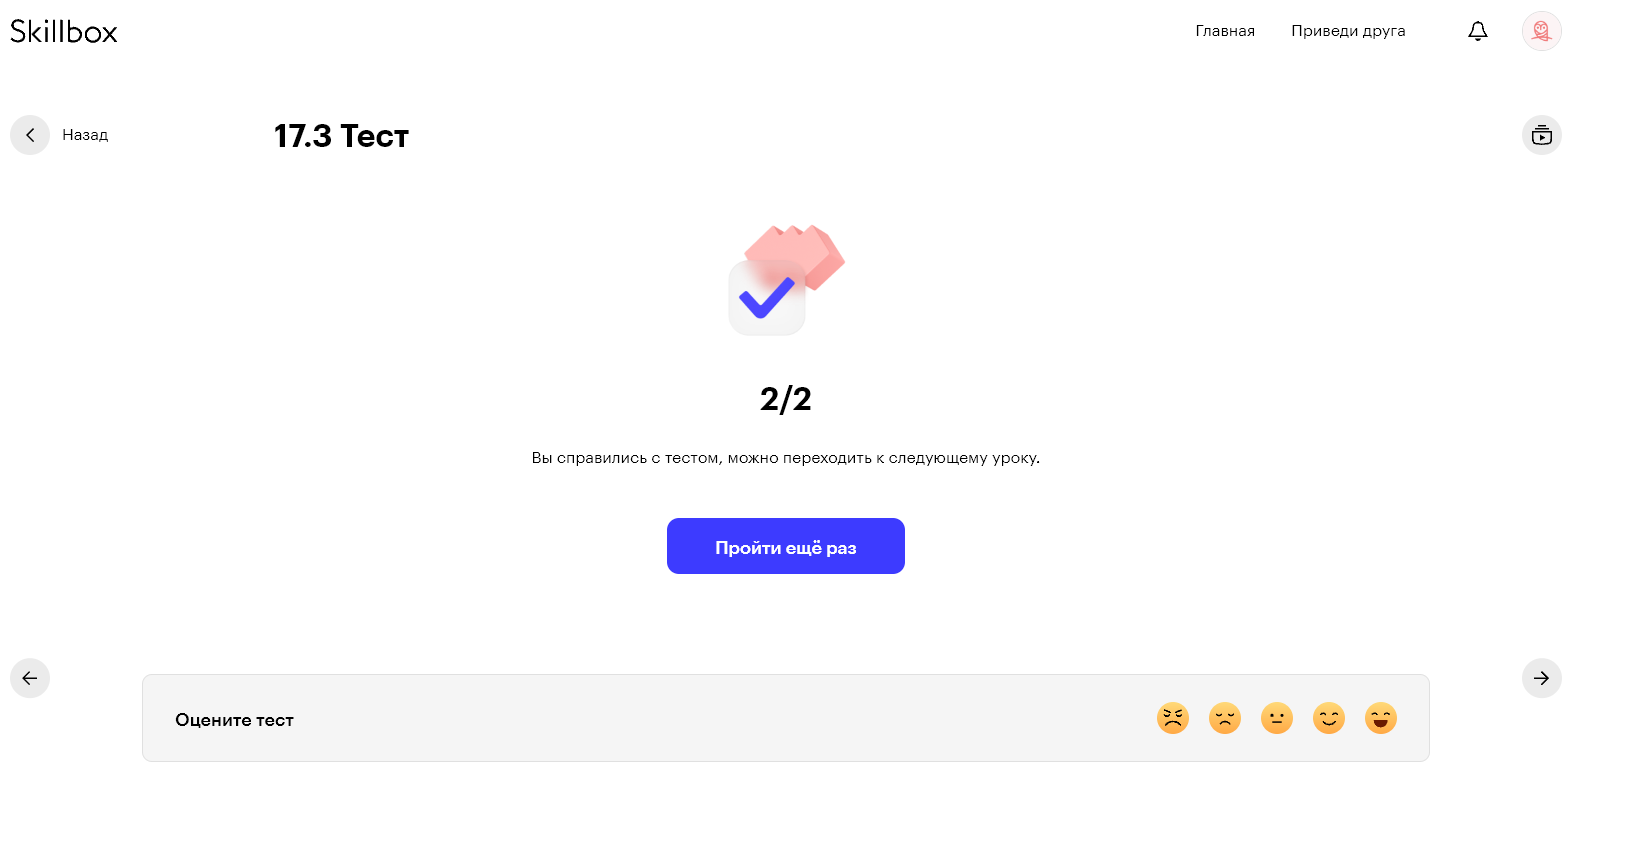 Skillbox
Главная
Приведи друга
Назад
17.3 Тест
2/2
Вы справились с тестом, можно переходить к следующему уроку.
Пройти ещё раз
Оцените тест